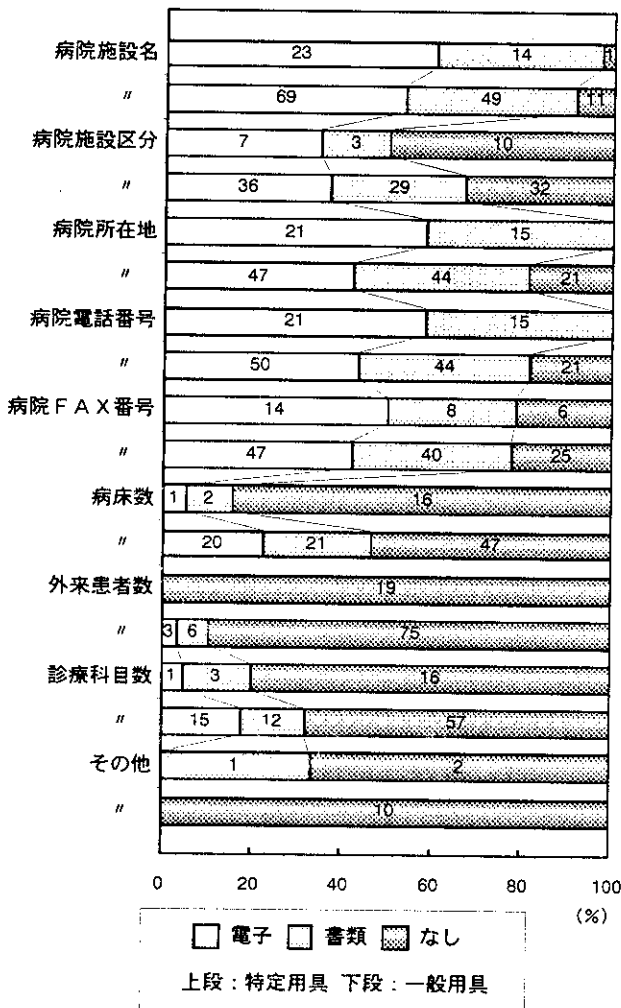 病院施設名 23 14 1
〃 69 49 11
病院施設区分 7 3 10
〃 36 29 32
病院所在地 21 15
〃 47 44 21
病院電話番号 21 15
〃 50 44 21
病院ＦＡＸ番号 14 8 6
〃 47 40 25
病床数 1 2 16
〃 20 21 47
外来患者数 19
〃 3 6 75
診療科目数 1 3 16
〃 15 12 57
その他 1 2
〃 10
0 20 40 60 80 100
(%)
電子 書類 なし
上段：特定用具 下段：一般用具